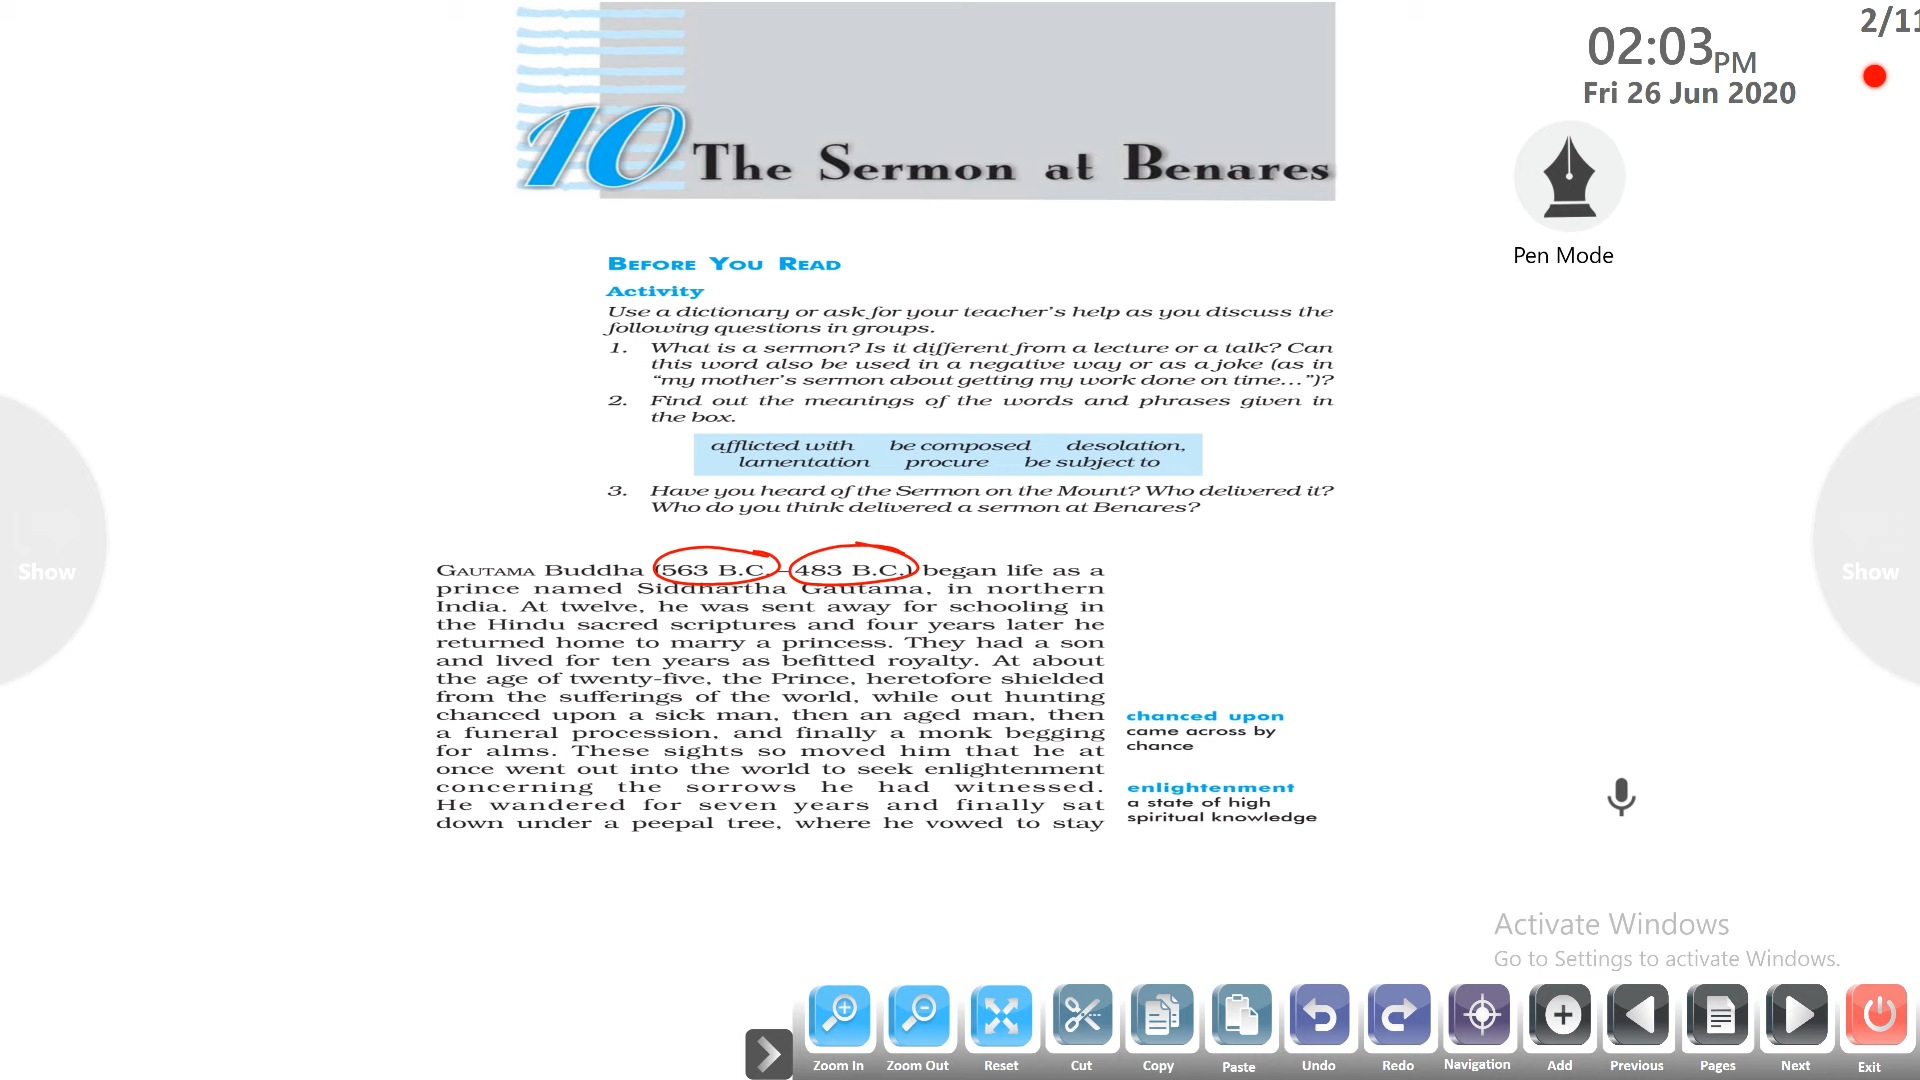 2/11
02:03PM
Fri 26 Jun 2020
10 The Sermon at Benares
Pen Mode
BEFORE YOU READ
Activity
Use a dictionary or ask for your teacher's help as you discuss the
following questions in groups.
1. What is a sermon? Is it different from a lecture or a talk? Can
this word also be used in a negative way or as a joke (as in
“my mother's sermon about getting my work done on time...”)?
2. Find out the meanings of the words and phrases given in
the box.
afflicted with be composed desolation,
lamentation procure be subject to
3. Have you heard of the Sermon on the Mount? Who delivered it?
Who do you think delivered a sermon at Benares?
Show
Show
GAUTAMA Buddha (563 B.C. – 483 B.C.) began life as a
prince named Siddhartha Gautama, in northern
India. At twelve, he was sent away for schooling in
the Hindu sacred scriptures and four years later he
returned home to marry a princess. They had a son
and lived for ten years as befitted royalty. At about
the age of twenty-five, the Prince, heretofore shielded
from the sufferings of the world, while out hunting
chanced upon a sick man, then an aged man, then
a funeral procession, and finally a monk begging
for alms. These sights so moved him that he at
once went out into the world to seek enlightenment
concerning the sorrows he had witnessed.
He wandered for seven years and finally sat
down under a peepal tree, where he vowed to stay
chanced upon
came across by
chance
enlightenment
a state of high
spiritual knowledge
Activate Windows
Go to Settings to activate Windows.
Zoom In Zoom Out Reset Cut Copy Paste Undo Redo Navigation Add Previous Pages Next Exit